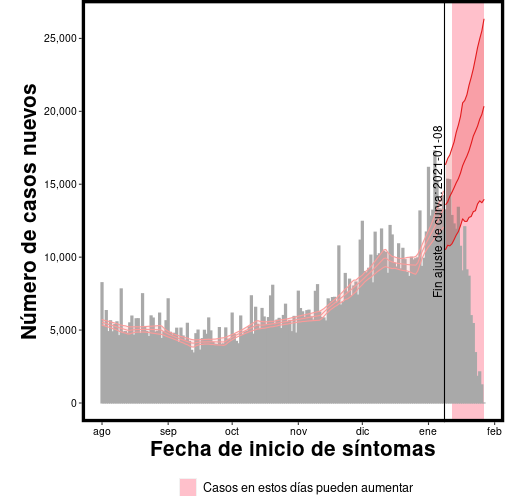 Número de casos nuevos
25,000
20,000
15,000
10,000
5,000
0
Fin ajuste de curva: 2021-01-08
ago sep oct nov dic ene feb
Fecha de inicio de síntomas
Casos en estos días pueden aumentar